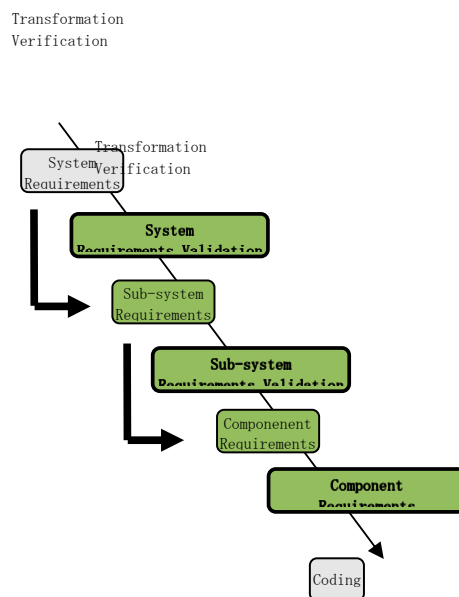 Transformation
Verification
Transformation
Verification
System
Requirements
System
Requirements Validation
Sub-system
Requirements
Sub-system
Requirements Validation
Componenent
Requirements
Component
Requirements
Coding